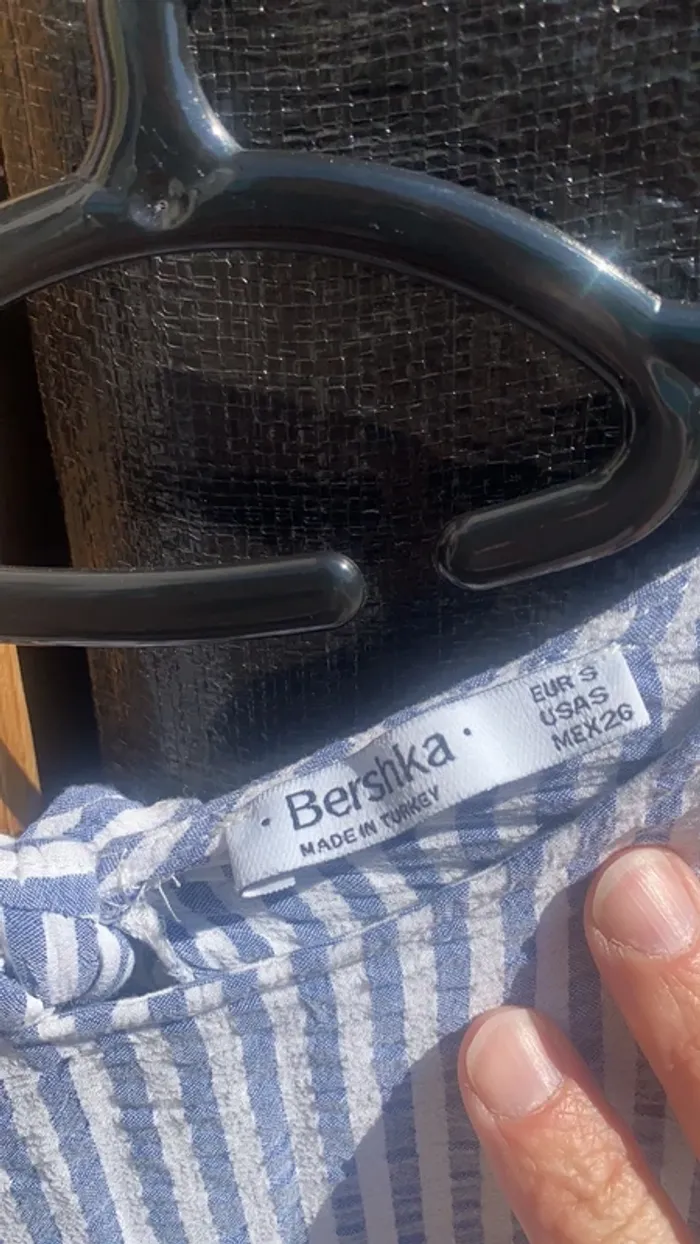 · Bershka ·
MADE IN TURKEY
EUR S
USA S
MEX 26